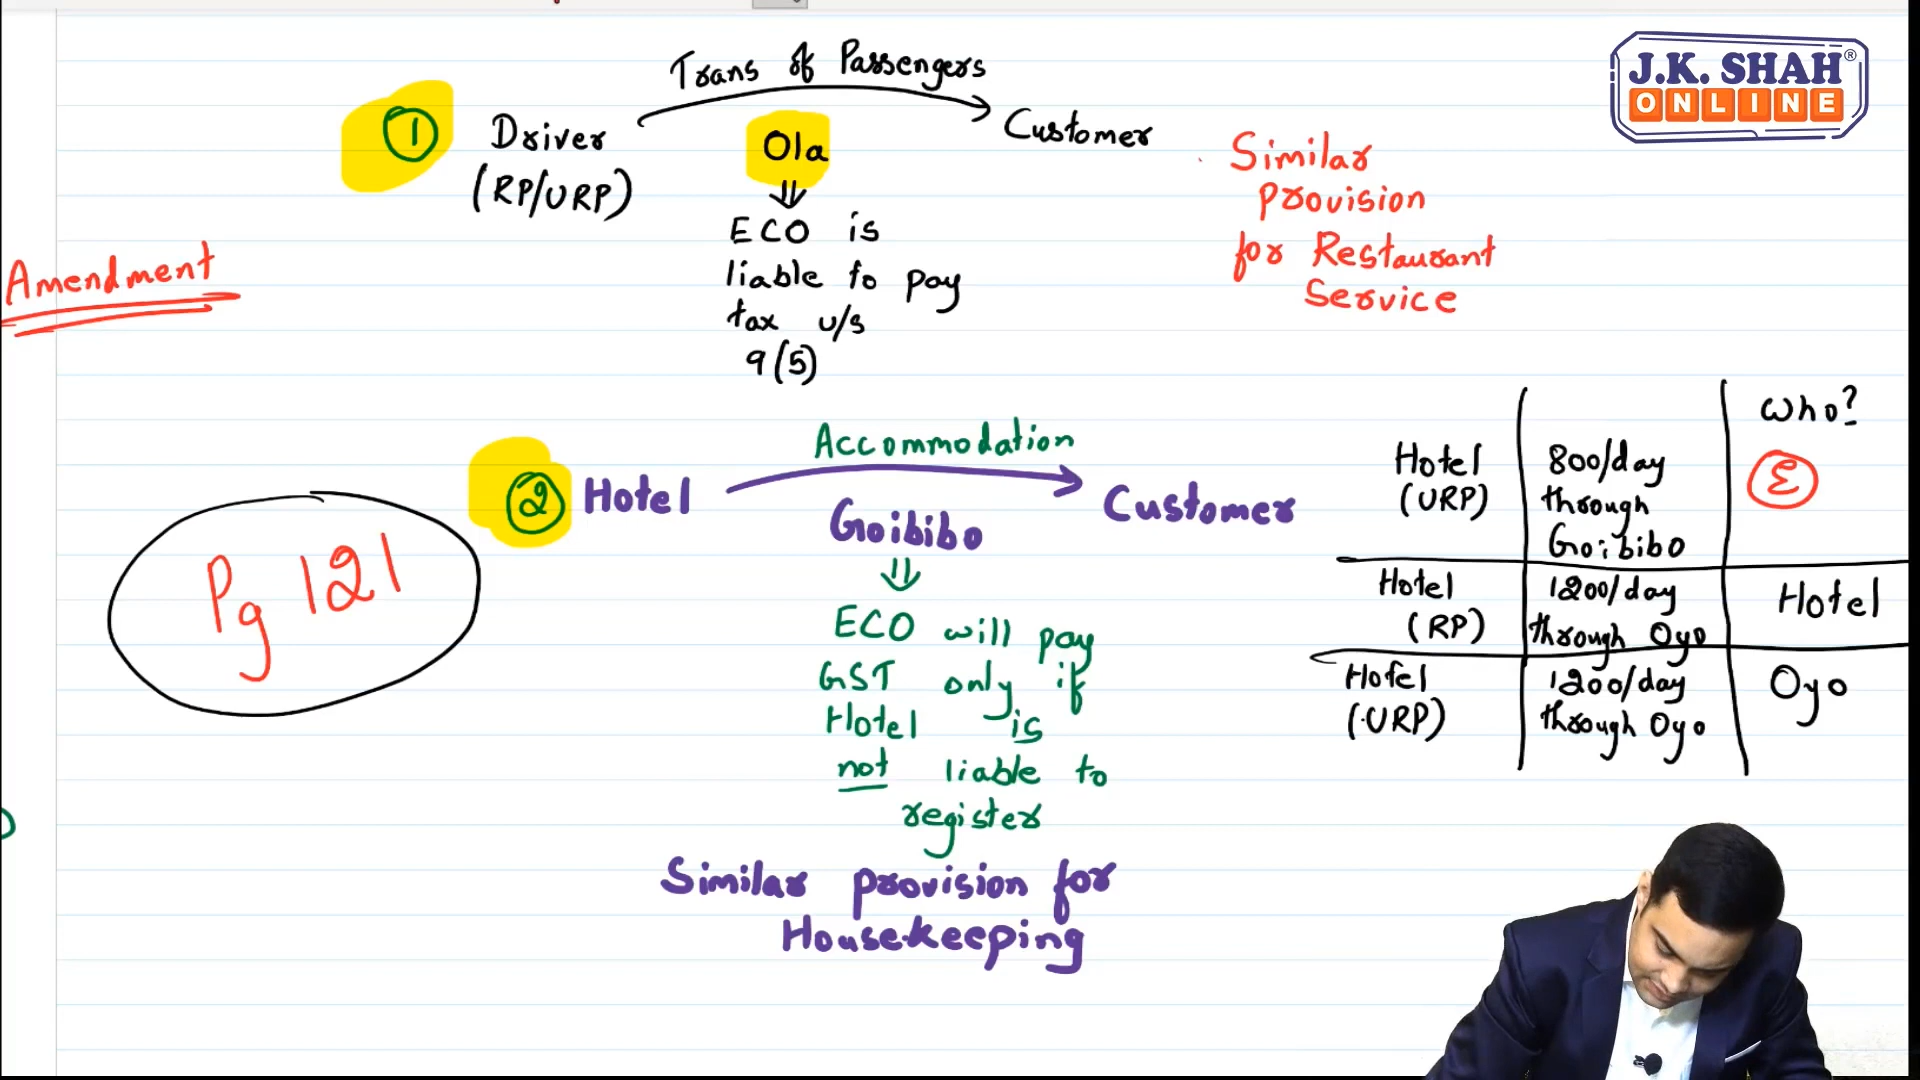 J.K. SHAH®
ONLINE
Trans of Passengers
1 Driver Ola Customer
(RP/URP)
ECO is
liable to pay
tax u/s
9(5)
Similar
Provision
for Restaurant
Service
Amendment
Accommodation
2 Hotel Customer
Goibibo
ECO will pay
GST only if
Hotel is
not liable to
register
Similar provision for
Housekeeping
Pg 121
Who?
Hotel 800/day E
(URP) through
Goibibo
Hotel 1200/day Hotel
(RP) through Oyo
Hotel 1200/day Oyo
(URP) through Oyo